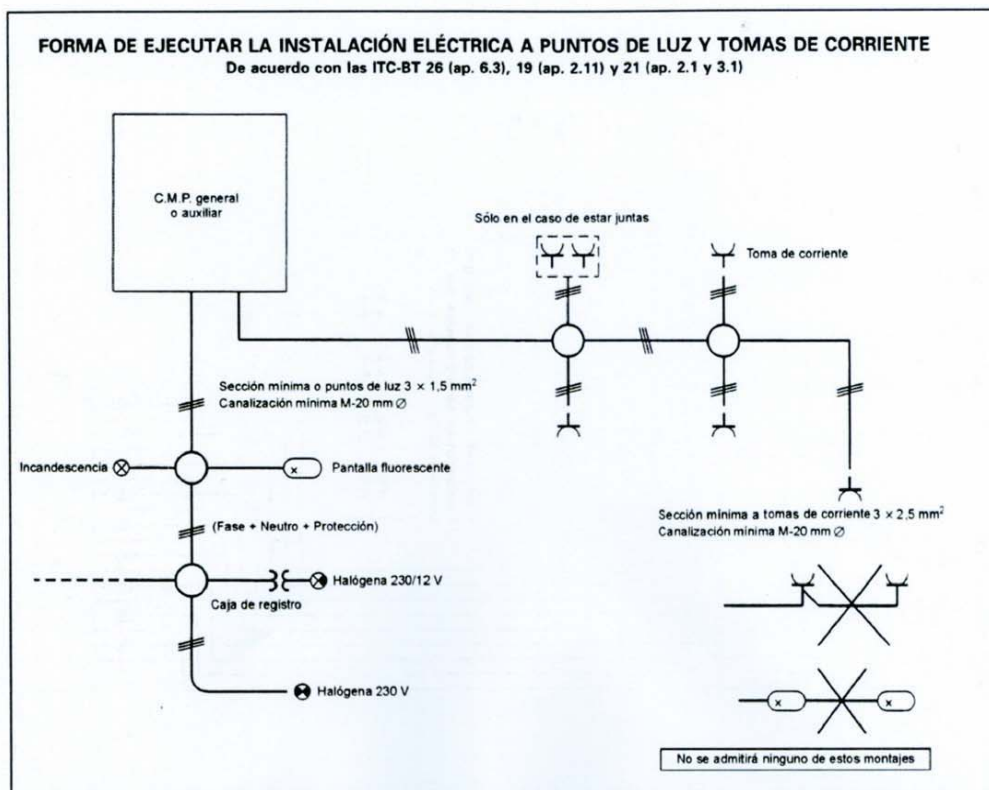 FORMA DE EJECUTAR LA INSTALACIÓN ELÉCTRICA A PUNTOS DE LUZ Y TOMAS DE CORRIENTE
De acuerdo con las ITC-BT 26 (ap. 6.3), 19 (ap. 2.11) y 21 (ap. 2.1 y 3.1)
C.M.P. general
o auxiliar
Sólo en el caso de estar juntas
Toma de corriente
Sección mínima o puntos de luz 3 × 1,5 mm²
Canalización mínima M-20 mm ∅
Incandescencia
× Pantalla fluorescente
(Fase + Neutro + Protección)
Sección mínima a tomas de corriente 3 × 2,5 mm²
Canalización mínima M-20 mm ∅
Halógena 230/12 V
Caja de registro
Halógena 230 V
× ×
No se admitirá ninguno de estos montajes